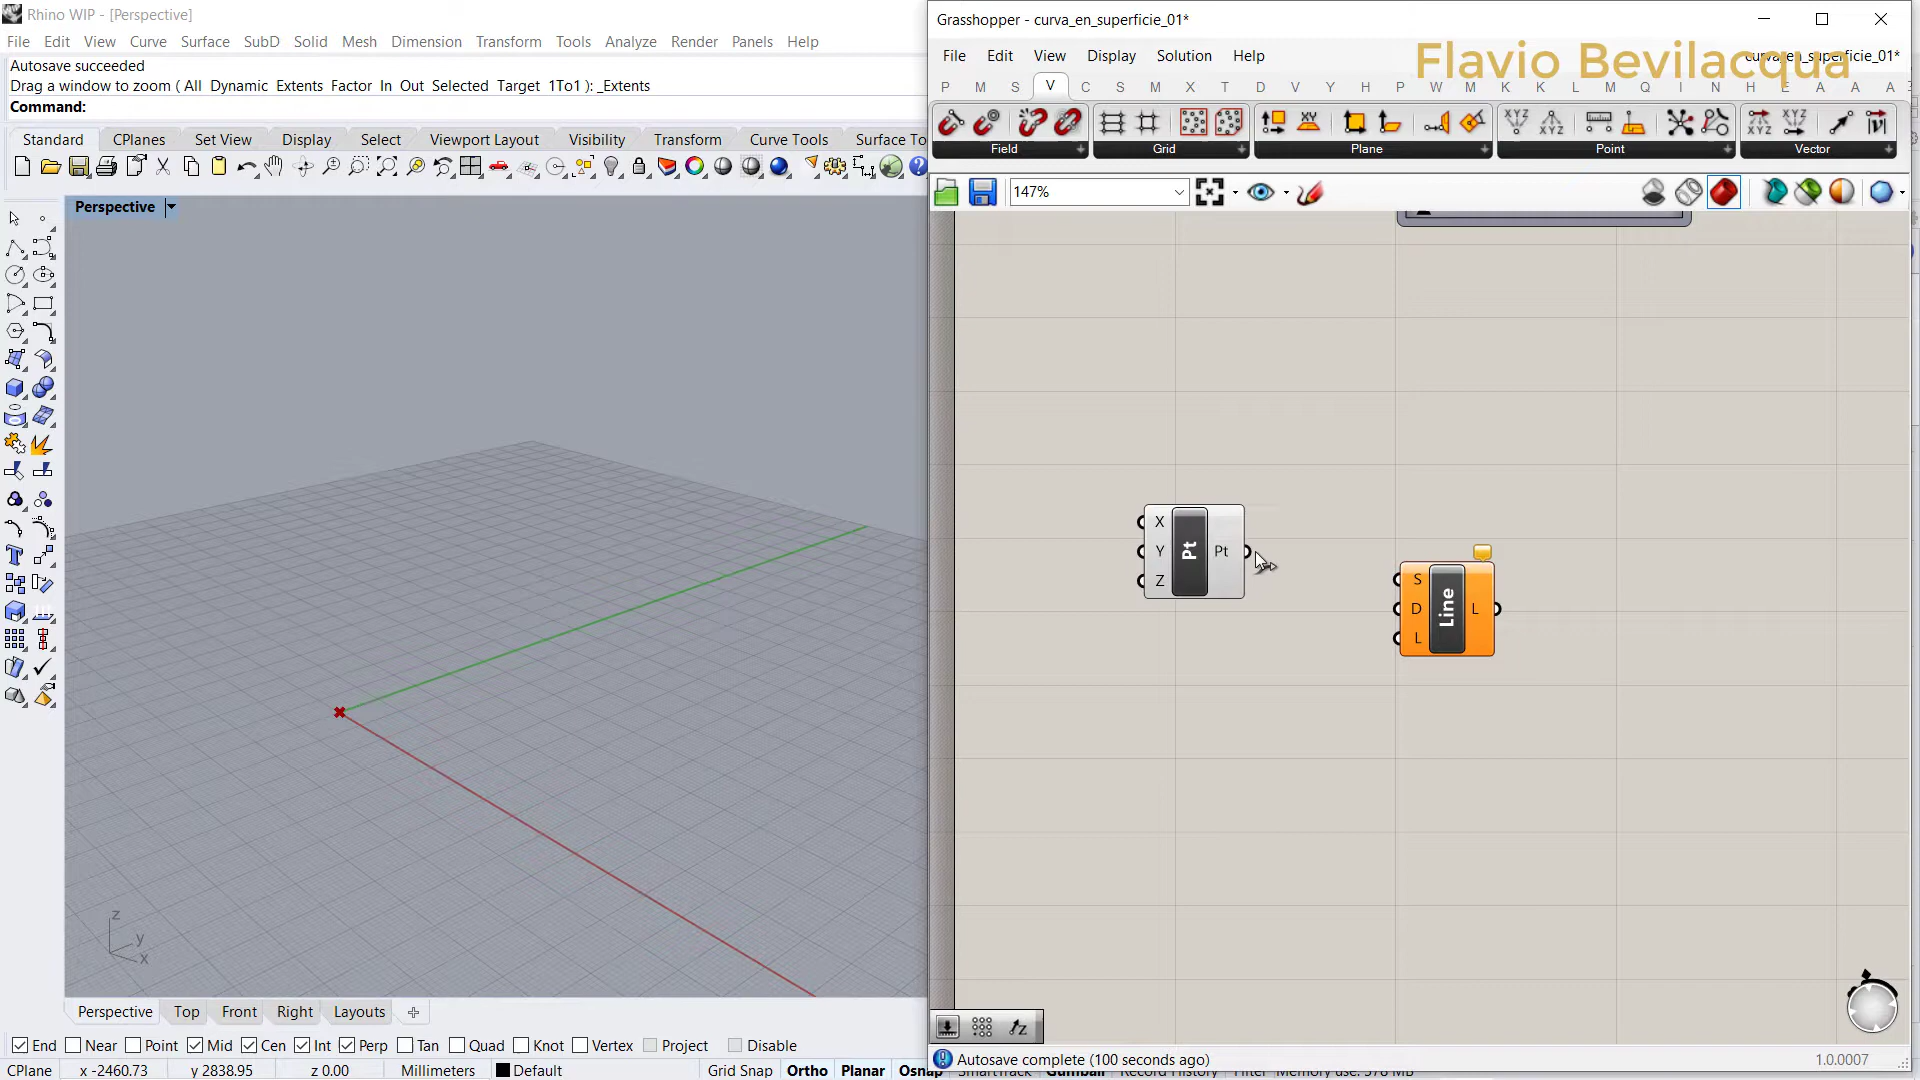 Rhino WIP - [Perspective]
File Edit View Curve Surface SubD Solid Mesh Dimension Transform Tools Analyze Render Panels Help
Autosave succeeded
Drag a window to zoom ( All Dynamic Extents Factor In Out Selected Target 1To1 ): _Extents
Command:
Standard CPlanes Set View Display Select Viewport Layout Visibility Transform Curve Tools Surface To
Perspective
z
y
x
Perspective Top Front Right Layouts
End Near Point Mid Cen Int Perp Tan Quad Knot Vertex Project Disable
CPlane x -2460.73 y 2838.95 z 0.00 Millimeters Default Grid Snap Ortho Planar Osnap
Grasshopper - curva_en_superficie_01*
File Edit View Display Solution Help
Flavio Bevilacqua
P M S V C S M X T D V Y H P W M K K L M Q I N H E A A A
Field Grid Plane Point Vector
147%
X
Y Pt Pt
Z
S
D Line L
L
Autosave complete (100 seconds ago)
1.0.0007